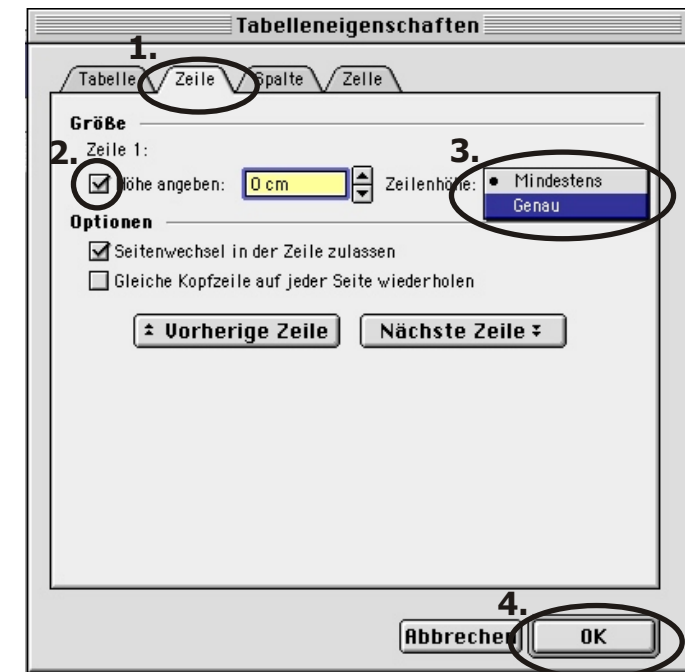 Tabelleneigenschaften
1.
Tabelle Zeile Spalte Zelle
Größe
Zeile 1:
2. 3.
Höhe angeben: 0 cm Zeilenhöhe: • Mindestens
Genau
Optionen
Seitenwechsel in der Zeile zulassen
Gleiche Kopfzeile auf jeder Seite wiederholen
Vorherige Zeile Nächste Zeile
4.
Abbrechen OK